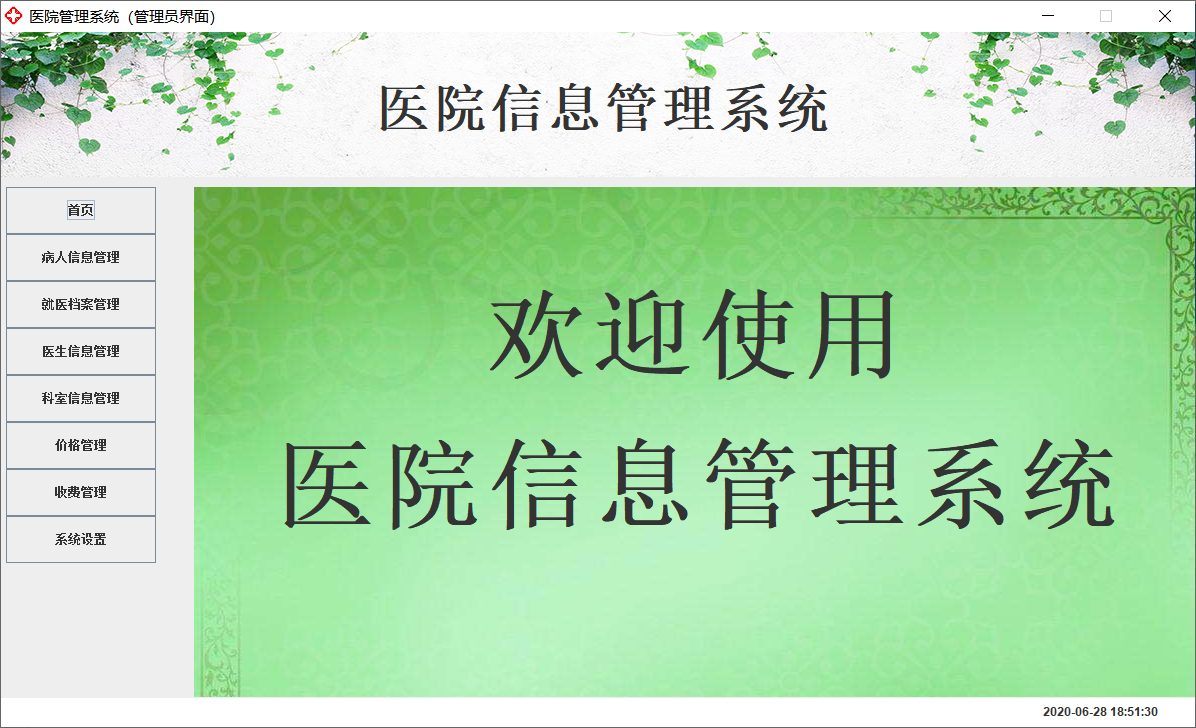 医院管理系统（管理员界面）
医院信息管理系统
首页
病人信息管理
就医档案管理
医生信息管理
科室信息管理
价格管理
收费管理
系统设置
欢迎使用
医院信息管理系统
2020-06-28 18:51:30